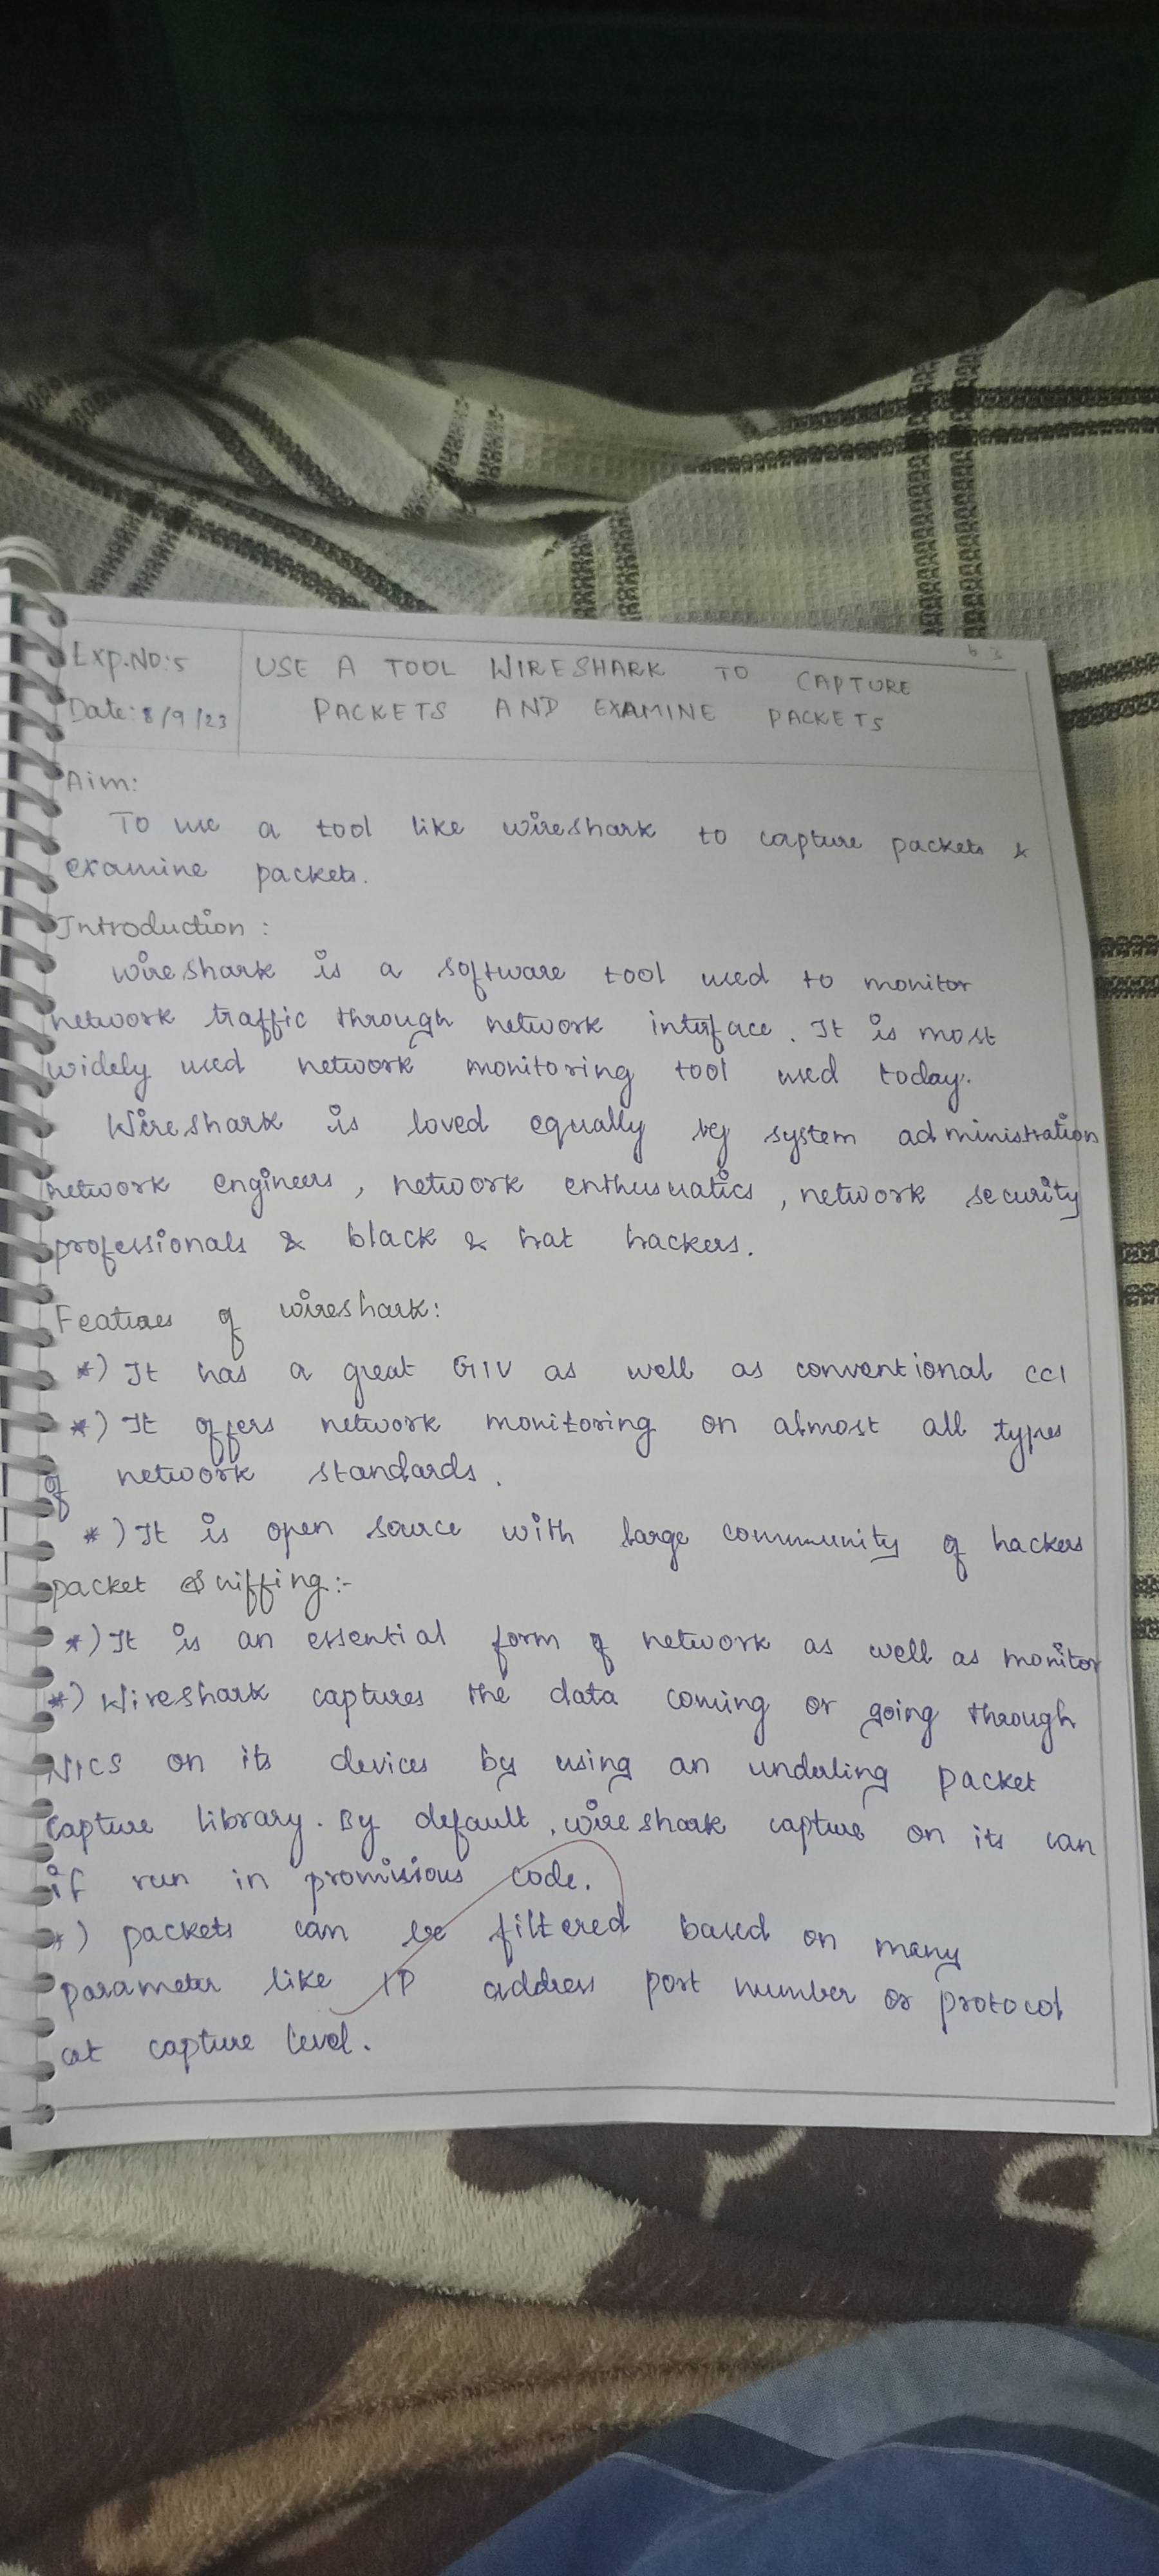 Exp.No:5
Date: 8/9/23
USE A TOOL WIRESHARK TO CAPTURE
PACKETS AND EXAMINE PACKETS
Aim:
To use a tool like wireshark to capture packets &
examine packets.
Introduction :
Wireshark is a software tool used to monitor
network traffic through network interface. It is most
widely used network monitoring tool used today.
Wireshark is loved equally by system administration
network engineers, network enthusuatics, network security
professionals & black & hat hackers.
Features of wireshark:
*) It has a great GIV as well as conventional CCI
*) It offers network monitoring on almost all types
of network standards.
*) It is open source with large community of hackers
packet sniffing:-
*) It is an essential form of network as well as monitor
*) Wireshark captures the data coming or going through
NICS on its devices by using an underling packet
capture library. By default, wireshark capture on its can
if run in promisious code.
*) packets can be filtered based on many
parameter like IP address port number or protocol
at capture level.